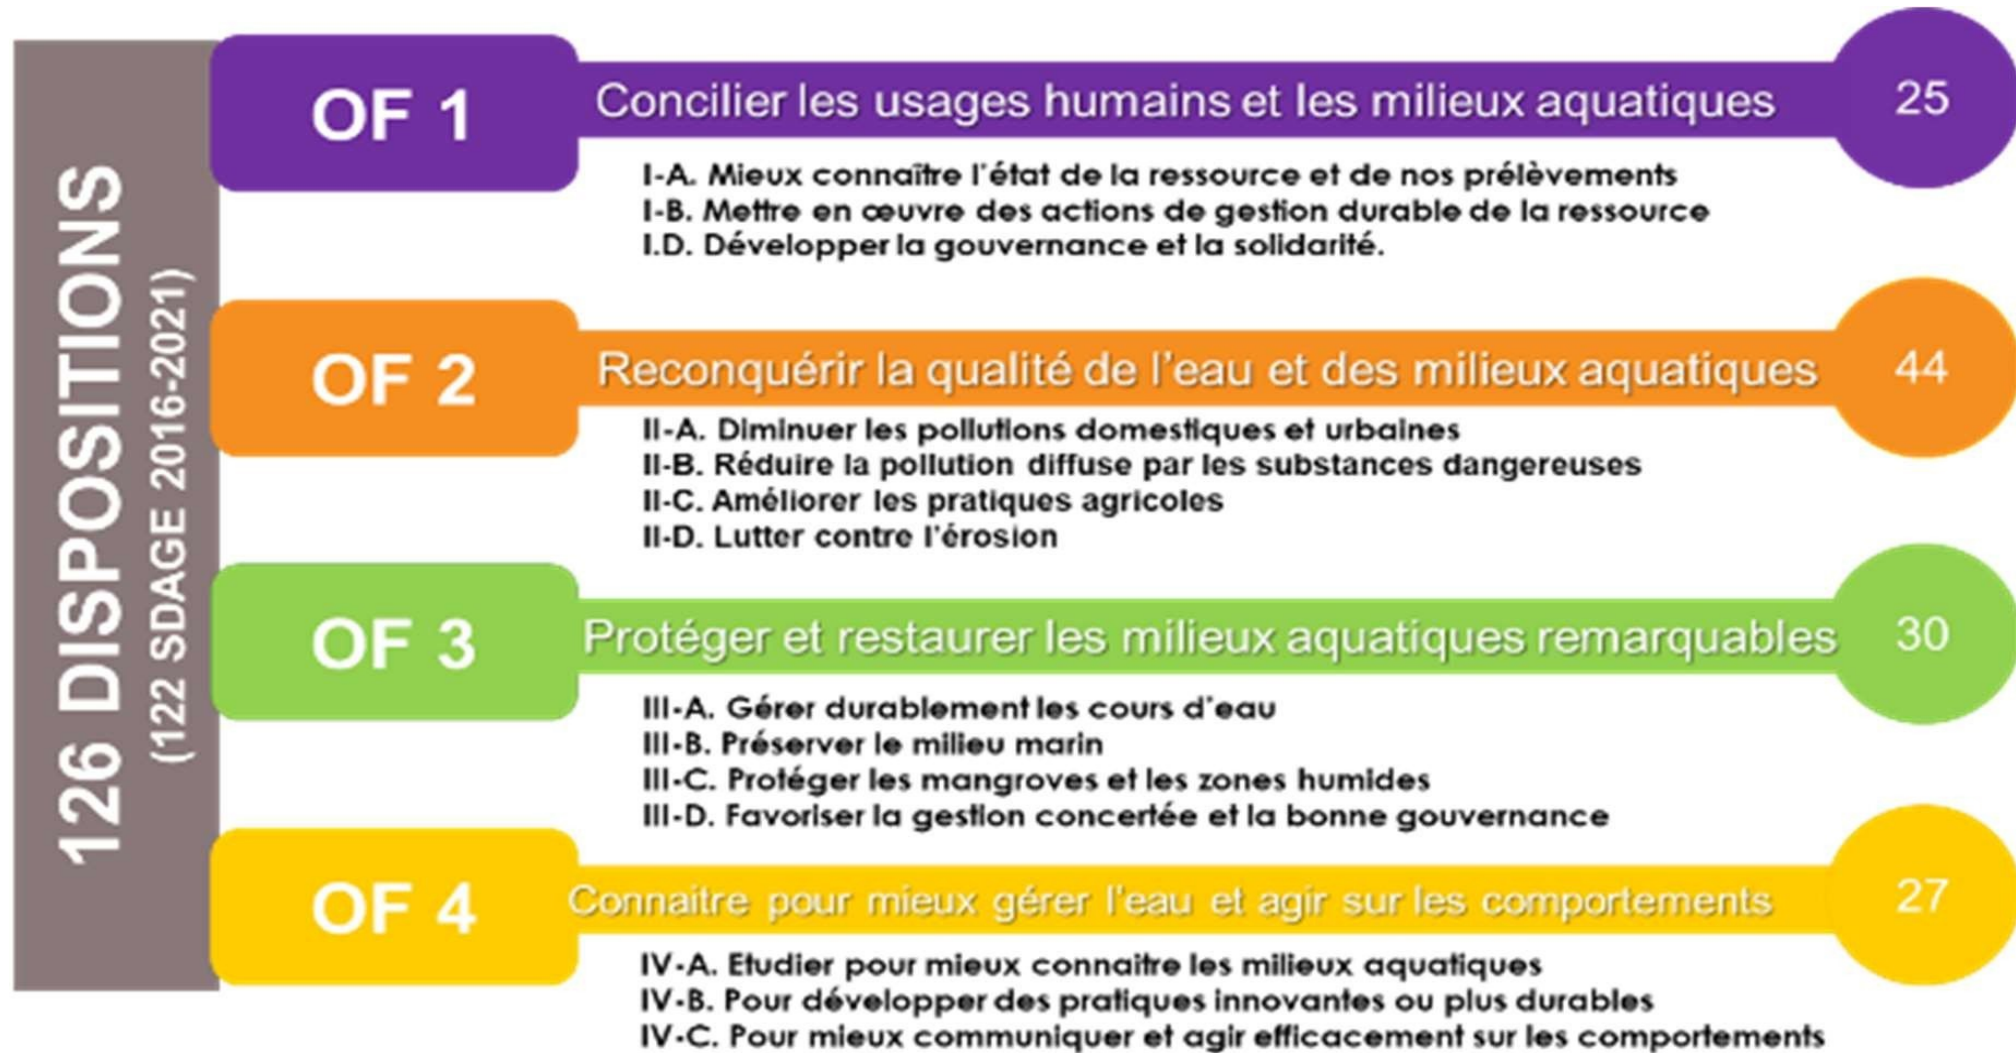 126 DISPOSITIONS
(122 SDAGE 2016-2021)
OF 1
Concilier les usages humains et les milieux aquatiques
25
I-A. Mieux connaître l'état de la ressource et de nos prélèvements
I-B. Mettre en œuvre des actions de gestion durable de la ressource
I.D. Développer la gouvernance et la solidarité.
OF 2
Reconquérir la qualité de l'eau et des milieux aquatiques
44
II-A. Diminuer les pollutions domestiques et urbaines
II-B. Réduire la pollution diffuse par les substances dangereuses
II-C. Améliorer les pratiques agricoles
II-D. Lutter contre l'érosion
OF 3
Protéger et restaurer les milieux aquatiques remarquables
30
III-A. Gérer durablement les cours d'eau
III-B. Préserver le milieu marin
III-C. Protéger les mangroves et les zones humides
III-D. Favoriser la gestion concertée et la bonne gouvernance
OF 4
Connaitre pour mieux gérer l'eau et agir sur les comportements
27
IV-A. Etudier pour mieux connaitre les milieux aquatiques
IV-B. Pour développer des pratiques innovantes ou plus durables
IV-C. Pour mieux communiquer et agir efficacement sur les comportements